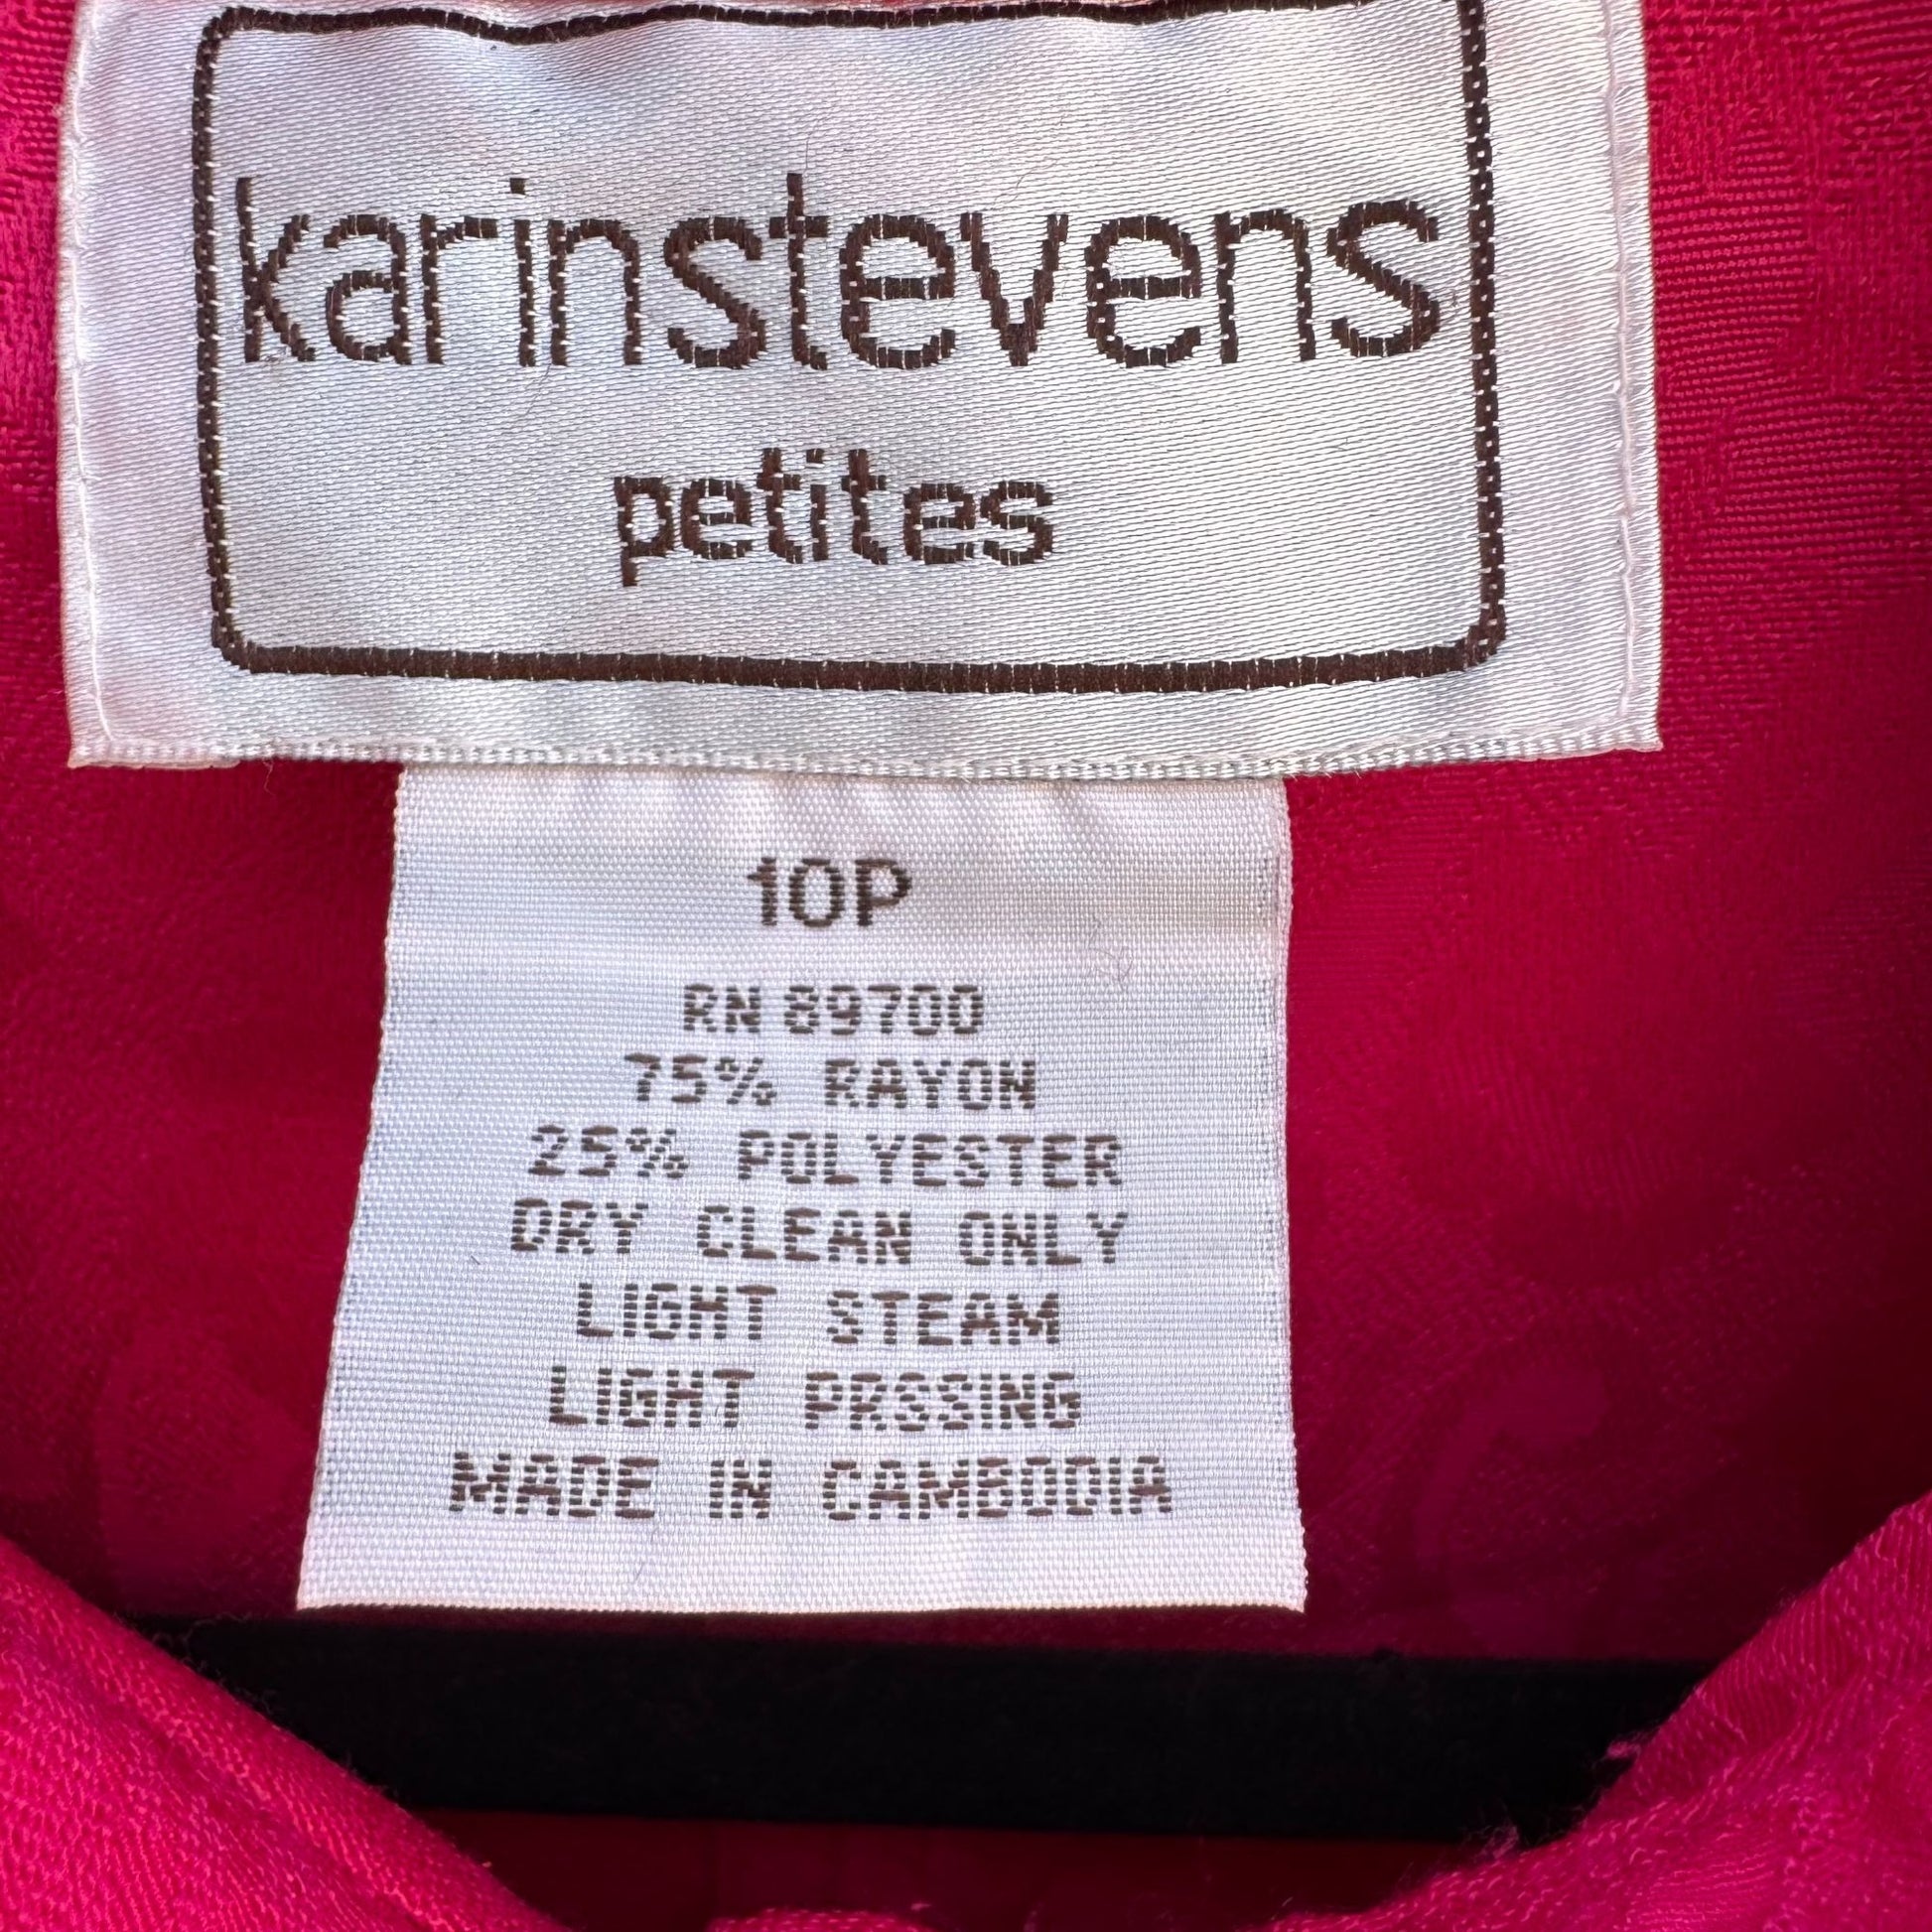 karinstevens
petites
10P
RN 89700
75% RAYON
25% POLYESTER
DRY CLEAN ONLY
LIGHT STEAM
LIGHT PRSSING
MADE IN CAMBODIA